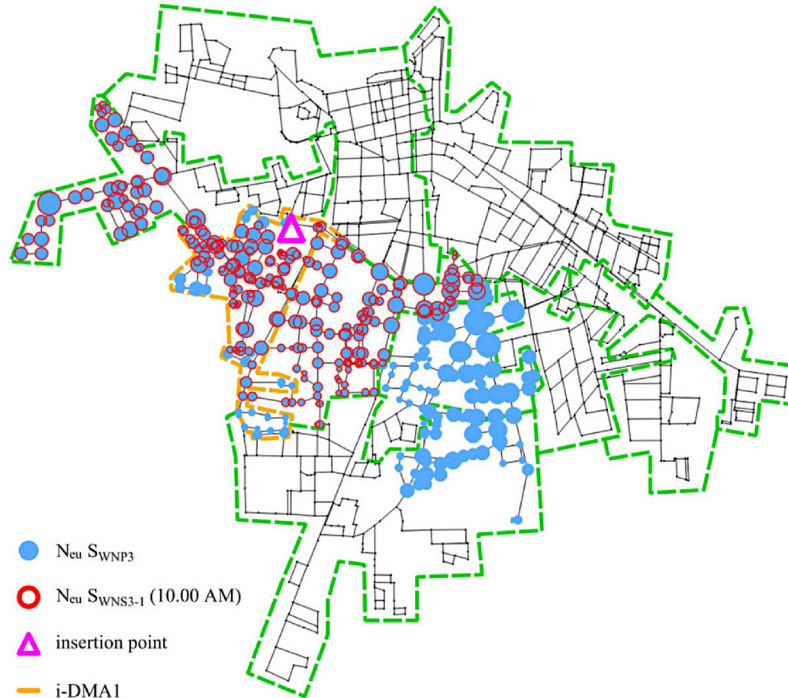 Neu SWNP3
Neu SWNS3-1 (10.00 AM)
insertion point
i-DMA1